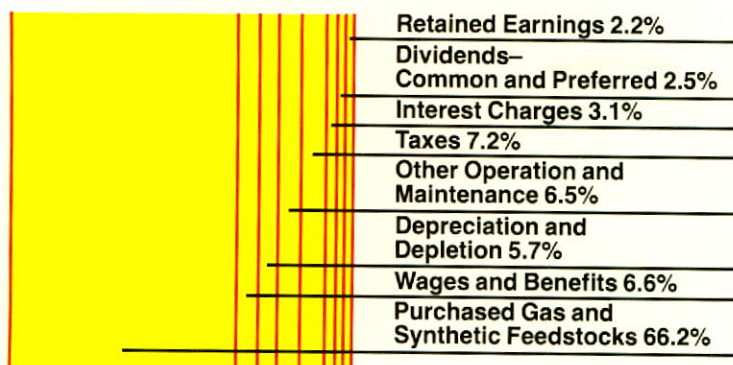 Retained Earnings 2.2%
Dividends–
Common and Preferred 2.5%
Interest Charges 3.1%
Taxes 7.2%
Other Operation and
Maintenance 6.5%
Depreciation and
Depletion 5.7%
Wages and Benefits 6.6%
Purchased Gas and
Synthetic Feedstocks 66.2%